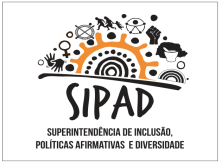 SIPAD
SUPERINTENDÊNCIA DE INCLUSÃO,
POLÍTICAS AFIRMATIVAS E DIVERSIDADE